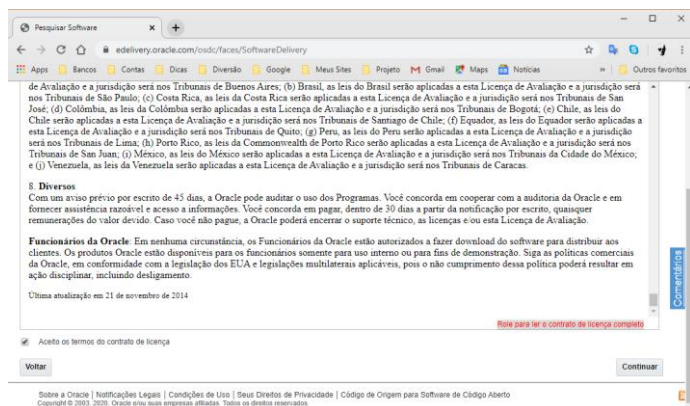 Pesquisar Software
edelivery.oracle.com/osdc/faces/SoftwareDelivery
Apps Bancos Contas Dicas Diversão Google Meus Sites Projeto Gmail Maps Notícias » Outros favoritos
de Avaliação e a jurisdição será nos Tribunais de Buenos Aires; (b) Brasil, as leis do Brasil serão aplicadas a esta Licença de Avaliação e a jurisdição será
nos Tribunais de São Paulo; (c) Costa Rica, as leis da Costa Rica serão aplicadas a esta Licença de Avaliação e a jurisdição será nos Tribunais de San
José; (d) Colômbia, as leis da Colômbia serão aplicadas a esta Licença de Avaliação e a jurisdição será nos Tribunais de Bogotá; (e) Chile, as leis do
Chile serão aplicadas a esta Licença de Avaliação e a jurisdição será nos Tribunais de Santiago de Chile; (f) Equador, as leis do Equador serão aplicadas a
esta Licença de Avaliação e a jurisdição será nos Tribunais de Quito; (g) Peru, as leis do Peru serão aplicadas a esta Licença de Avaliação e a jurisdição
será nos Tribunais de Lima; (h) Porto Rico, as leis da Commonwealth de Porto Rico serão aplicadas a esta Licença de Avaliação e a jurisdição será nos
Tribunais de San Juan; (i) México, as leis do México serão aplicadas a esta Licença de Avaliação e a jurisdição será nos Tribunais da Cidade do México;
e (j) Venezuela, as leis da Venezuela serão aplicadas a esta Licença de Avaliação e a jurisdição será nos Tribunais de Caracas.
8. Diversos
Com um aviso prévio por escrito de 45 dias, a Oracle pode auditar o uso dos Programas. Você concorda em cooperar com a auditoria da Oracle e em
fornecer assistência razoável e acesso a informações. Você concorda em pagar, dentro de 30 dias a partir da notificação por escrito, quaisquer
remunerações do valor devido. Caso você não pague, a Oracle poderá encerrar o suporte técnico, as licenças e/ou esta Licença de Avaliação.
Funcionários da Oracle: Em nenhuma circunstância, os Funcionários da Oracle estão autorizados a fazer download do software para distribuir aos
clientes. Os produtos Oracle estão disponíveis para os funcionários somente para uso interno ou para fins de demonstração. Siga as políticas comerciais
da Oracle, em conformidade com a legislação dos EUA e legislações multilaterais aplicáveis, pois o não cumprimento dessa política poderá resultar em
ação disciplinar, incluindo desligamento.
Última atualização em 21 de novembro de 2014
Comentários
Role para ler o contrato de licença completo
Aceito os termos do contrato de licença
Voltar
Continuar
Sobre a Oracle | Notificações Legais | Condições de Uso | Seus Direitos de Privacidade | Código de Origem para Software de Código Aberto
Copyright © 2003, 2020, Oracle e/ou suas empresas afiliadas. Todos os direitos reservados.